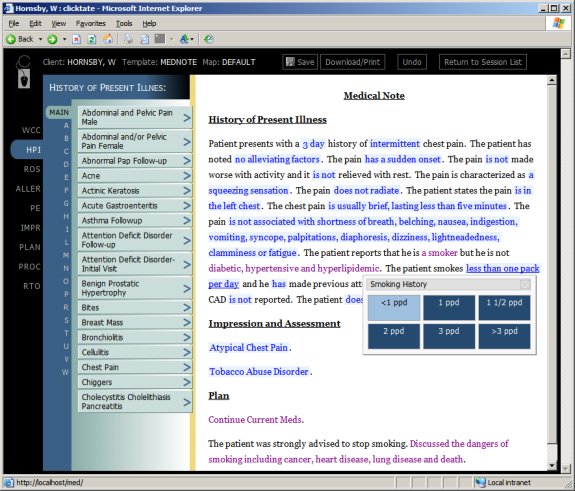 Hornsby, W : clicktate - Microsoft Internet Explorer
File Edit View Favorites Tools Help
Back
Client: HORNSBY, W Template: MEDNOTE Map: DEFAULT
Save Download/Print Undo Return to Session List
HISTORY OF PRESENT ILLNES:
WCC
HPI
ROS
ALLER
PE
IMPR
PLAN
PROC
RTO
MAIN
A
B
C
D
E
F
G
H
I
L
M
N
O
P
R
S
T
U
V
W
Abdominal and Pelvic Pain
Male
Abdominal and/or Pelvic
Pain Female
Abnormal Pap Follow-up
Acne
Actinic Keratosis
Acute Gastroenteritis
Asthma Followup
Attention Deficit Disorder
Follow-up
Attention Deficit Disorder-
Initial Visit
Benign Prostatic
Hypertrophy
Bites
Breast Mass
Bronchiolitis
Cellulitis
Chest Pain
Chiggers
Cholecystitis Cholelithiasis
Pancreatitis
Medical Note
History of Present Illness
Patient presents with a 3 day history of intermittent chest pain. The patient has
noted no alleviating factors. The pain has a sudden onset. The pain is not made
worse with activity and it is not relieved with rest. The pain is characterized as a
squeezing sensation. The pain does not radiate. The patient states the pain is in
the left chest. The chest pain is usually brief, lasting less than five minutes. The
pain is not associated with shortness of breath, belching, nausea, indigestion,
vomiting, syncope, palpitations, diaphoresis, dizziness, lightneadedness,
clamminess or fatigue. The patient reports that he is a smoker but he is not
diabetic, hypertensive and hyperlipidemic. The patient smokes less than one pack
per day and he has made previous att
CAD is not reported. The patient does
Smoking History
<1 ppd 1 ppd 1 1/2 ppd
2 ppd 3 ppd >3 ppd
Impression and Assessment
Atypical Chest Pain.
Tobacco Abuse Disorder.
Plan
Continue Current Meds.
The patient was strongly advised to stop smoking. Discussed the dangers of
smoking including cancer, heart disease, lung disease and death.
http://localhost/med/ Local intranet